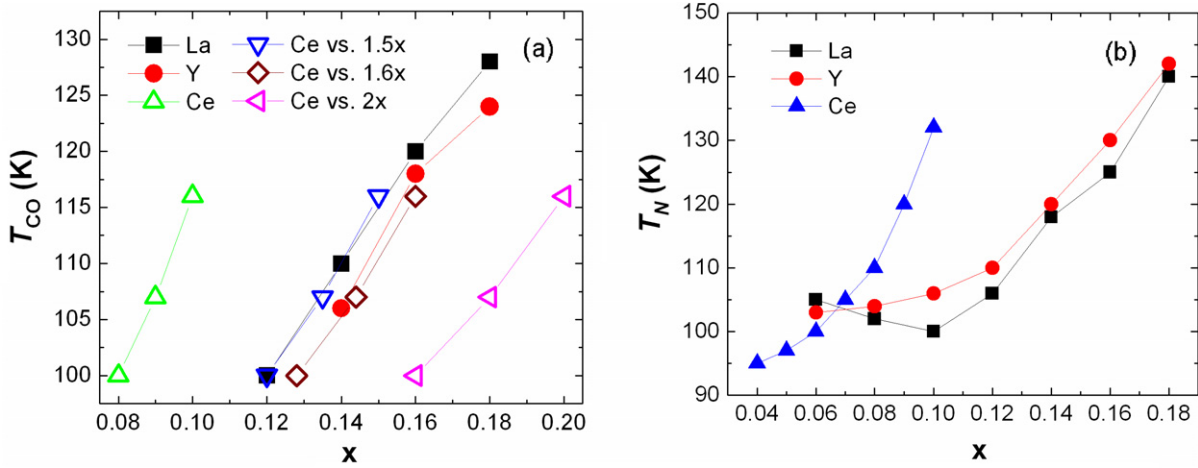 (a)
La
Y
Ce
Ce vs. 1.5x
Ce vs. 1.6x
Ce vs. 2x
130
125
120
115
110
105
100
T_CO (K)
0.08 0.10 0.12 0.14 0.16 0.18 0.20
x
(b)
La
Y
Ce
150
140
130
120
110
100
90
T_N (K)
0.04 0.06 0.08 0.10 0.12 0.14 0.16 0.18
x